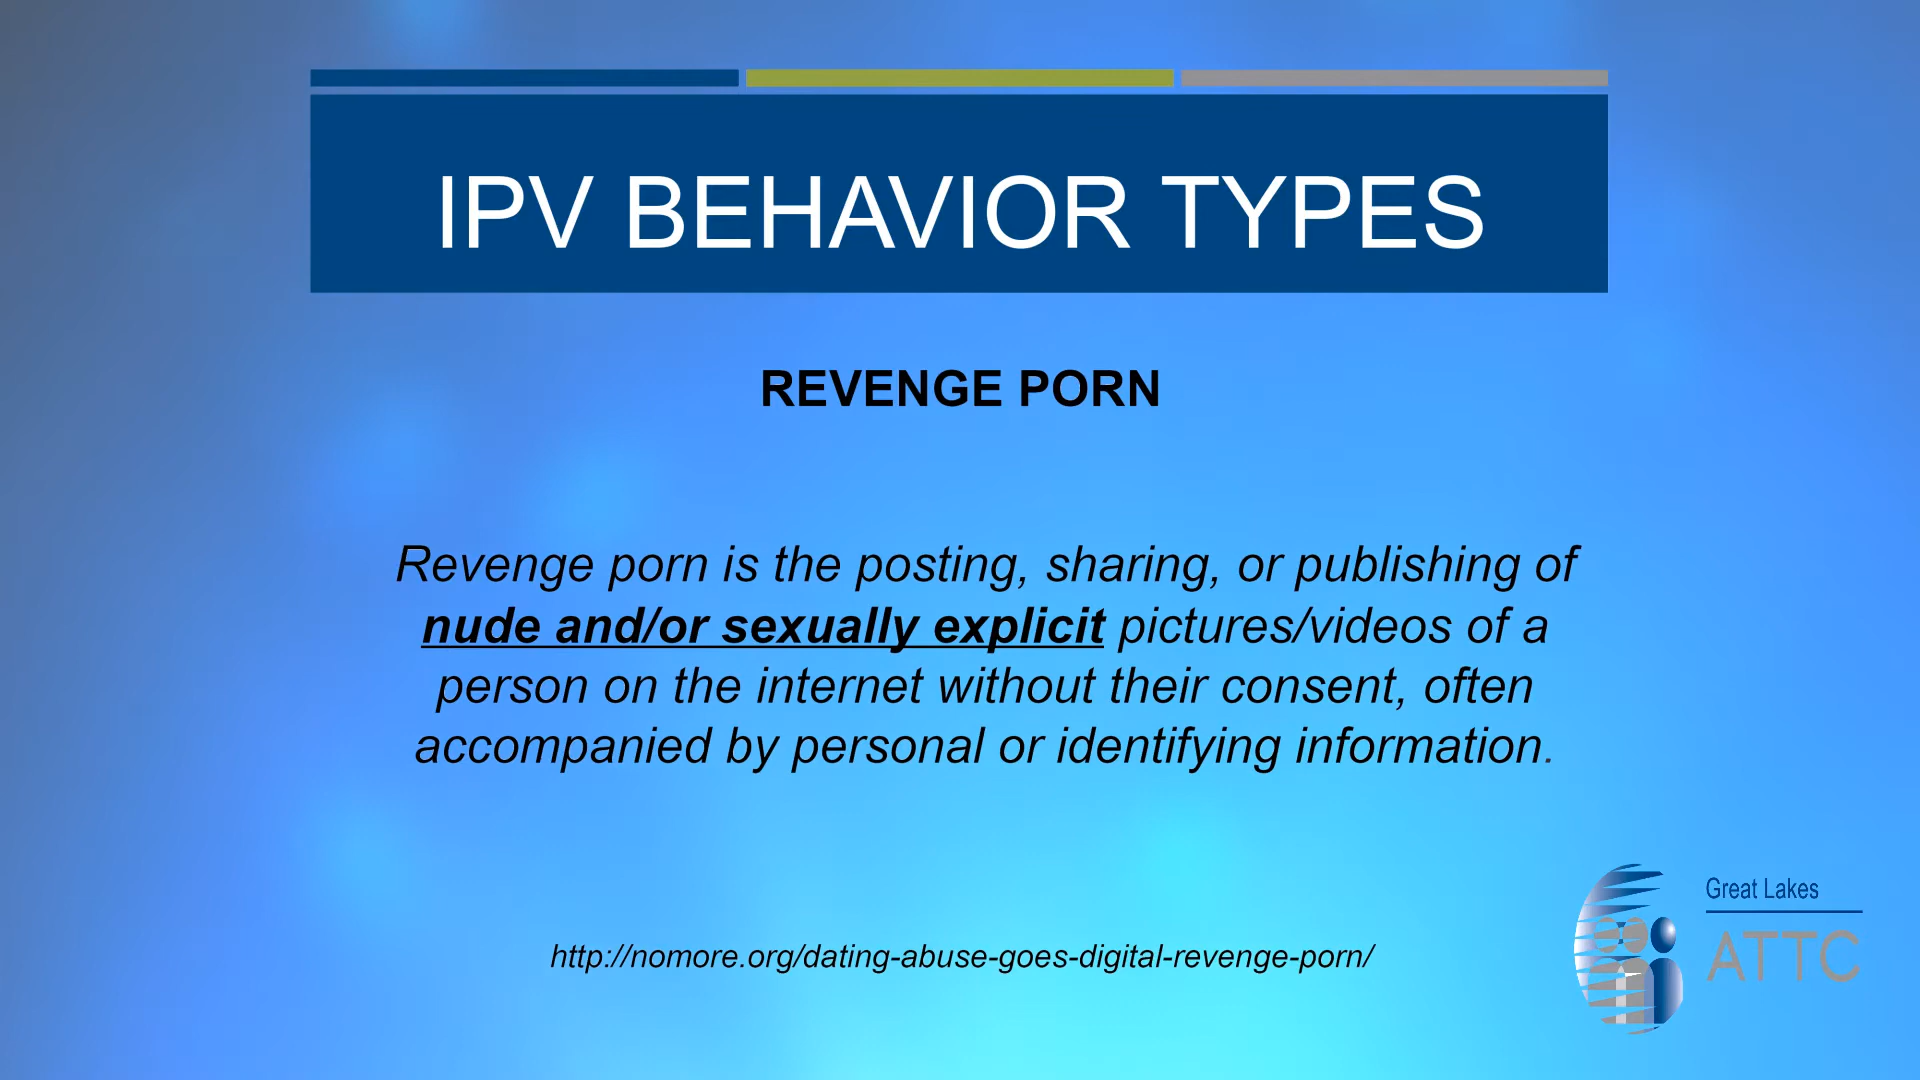 IPV BEHAVIOR TYPES
REVENGE PORN
Revenge porn is the posting, sharing, or publishing of
nude and/or sexually explicit pictures/videos of a
person on the internet without their consent, often
accompanied by personal or identifying information.
http://nomore.org/dating-abuse-goes-digital-revenge-porn/
Great Lakes
ATTC